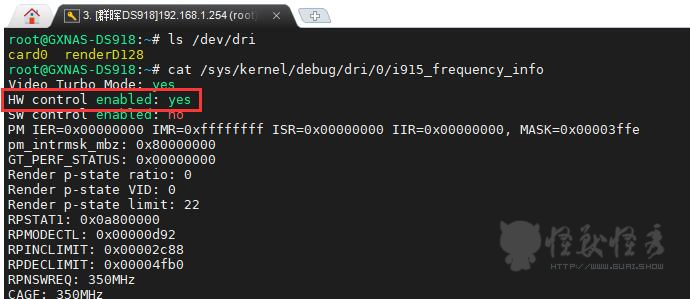 3. [群晖DS918]192.168.1.254 (root)
root@GXNAS-DS918:~# ls /dev/dri
card0  renderD128
root@GXNAS-DS918:~# cat /sys/kernel/debug/dri/0/i915_frequency_info
Video Turbo Mode: yes
HW control enabled: yes
SW control enabled: no
PM IER=0x00000000 IMR=0xffffffff ISR=0x00000000 IIR=0x00000000, MASK=0x00003ffe
pm_intrmsk_mbz: 0x80000000
GT_PERF_STATUS: 0x00000000
Render p-state ratio: 0
Render p-state VID: 0
Render p-state limit: 22
RPSTAT1: 0x0a800000
RPMODECTL: 0x00000d92
RPINCLIMIT: 0x00002c88
RPDECLIMIT: 0x00004fb0
RPNSWREQ: 350MHz
CAGF: 350MHz
怪兽怪秀
HTTP://WWW.GUAI.SHOW